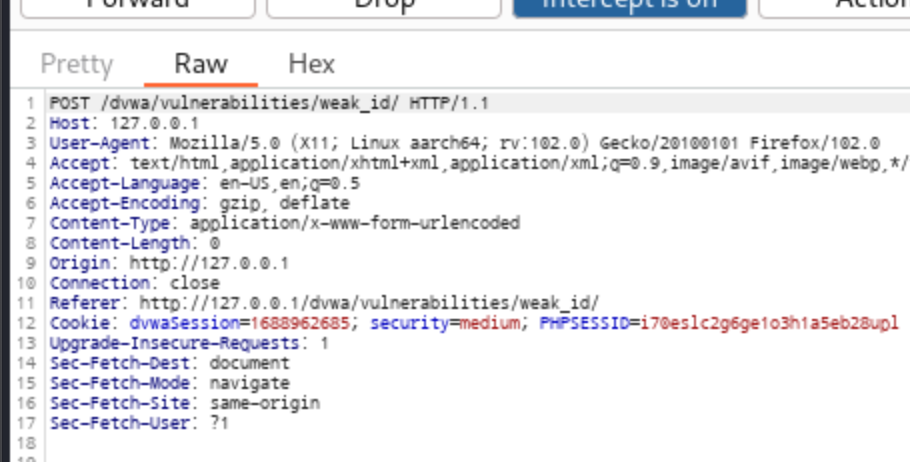 Forward Drop Intercept is on Action
Pretty Raw Hex
1 POST /dvwa/vulnerabilities/weak_id/ HTTP/1.1
2 Host: 127.0.0.1
3 User-Agent: Mozilla/5.0 (X11; Linux aarch64; rv:102.0) Gecko/20100101 Firefox/102.0
4 Accept: text/html,application/xhtml+xml,application/xml;q=0.9,image/avif,image/webp,*/
5 Accept-Language: en-US,en;q=0.5
6 Accept-Encoding: gzip, deflate
7 Content-Type: application/x-www-form-urlencoded
8 Content-Length: 0
9 Origin: http://127.0.0.1
10 Connection: close
11 Referer: http://127.0.0.1/dvwa/vulnerabilities/weak_id/
12 Cookie: dvwaSession=1688962685; security=medium; PHPSESSID=i70eslc2g6ge1o3h1a5eb28upl
13 Upgrade-Insecure-Requests: 1
14 Sec-Fetch-Dest: document
15 Sec-Fetch-Mode: navigate
16 Sec-Fetch-Site: same-origin
17 Sec-Fetch-User: ?1
18